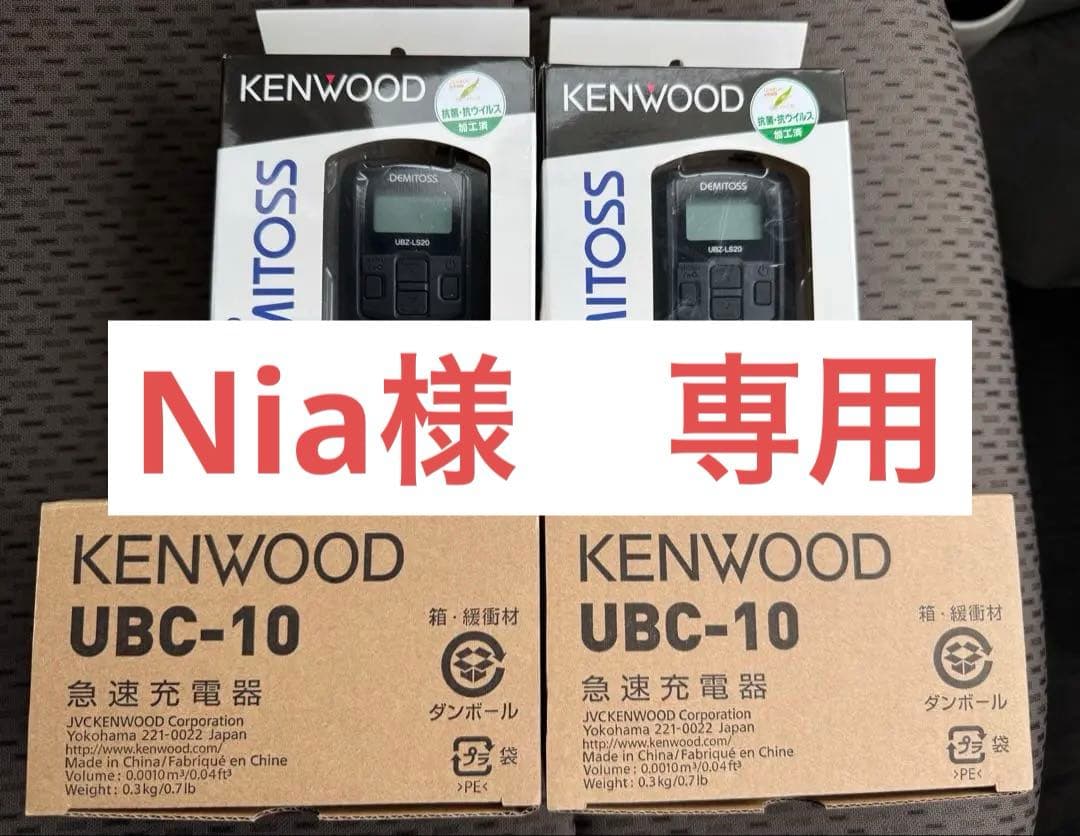 KENWOOD
抗菌・抗ウイルス
加工済
DEMITOSS
UBZ-LS20
MITOSS
KENWOOD
抗菌・抗ウイルス
加工済
DEMITOSS
UBZ-LS20
MITOSS
Nia様 専用
KENWOOD
UBC-10
急速充電器
JVCKENWOOD Corporation
Yokohama 221-0022 Japan
http://www.kenwood.com/
Made in China/Fabriqué en Chine
Volume : 0.0010m³/0.04ft³
Weight : 0.3kg/0.7lb
箱・緩衝材
ダンボール
プラ 袋
>PE<
KENWOOD
UBC-10
急速充電器
JVCKENWOOD Corporation
Yokohama 221-0022 Japan
http://www.kenwood.com/
Made in China/Fabriqué en Chine
Volume : 0.0010m³/0.04ft³
Weight : 0.3kg/0.7lb
箱・緩衝材
ダンボール
プラ 袋
>PE<